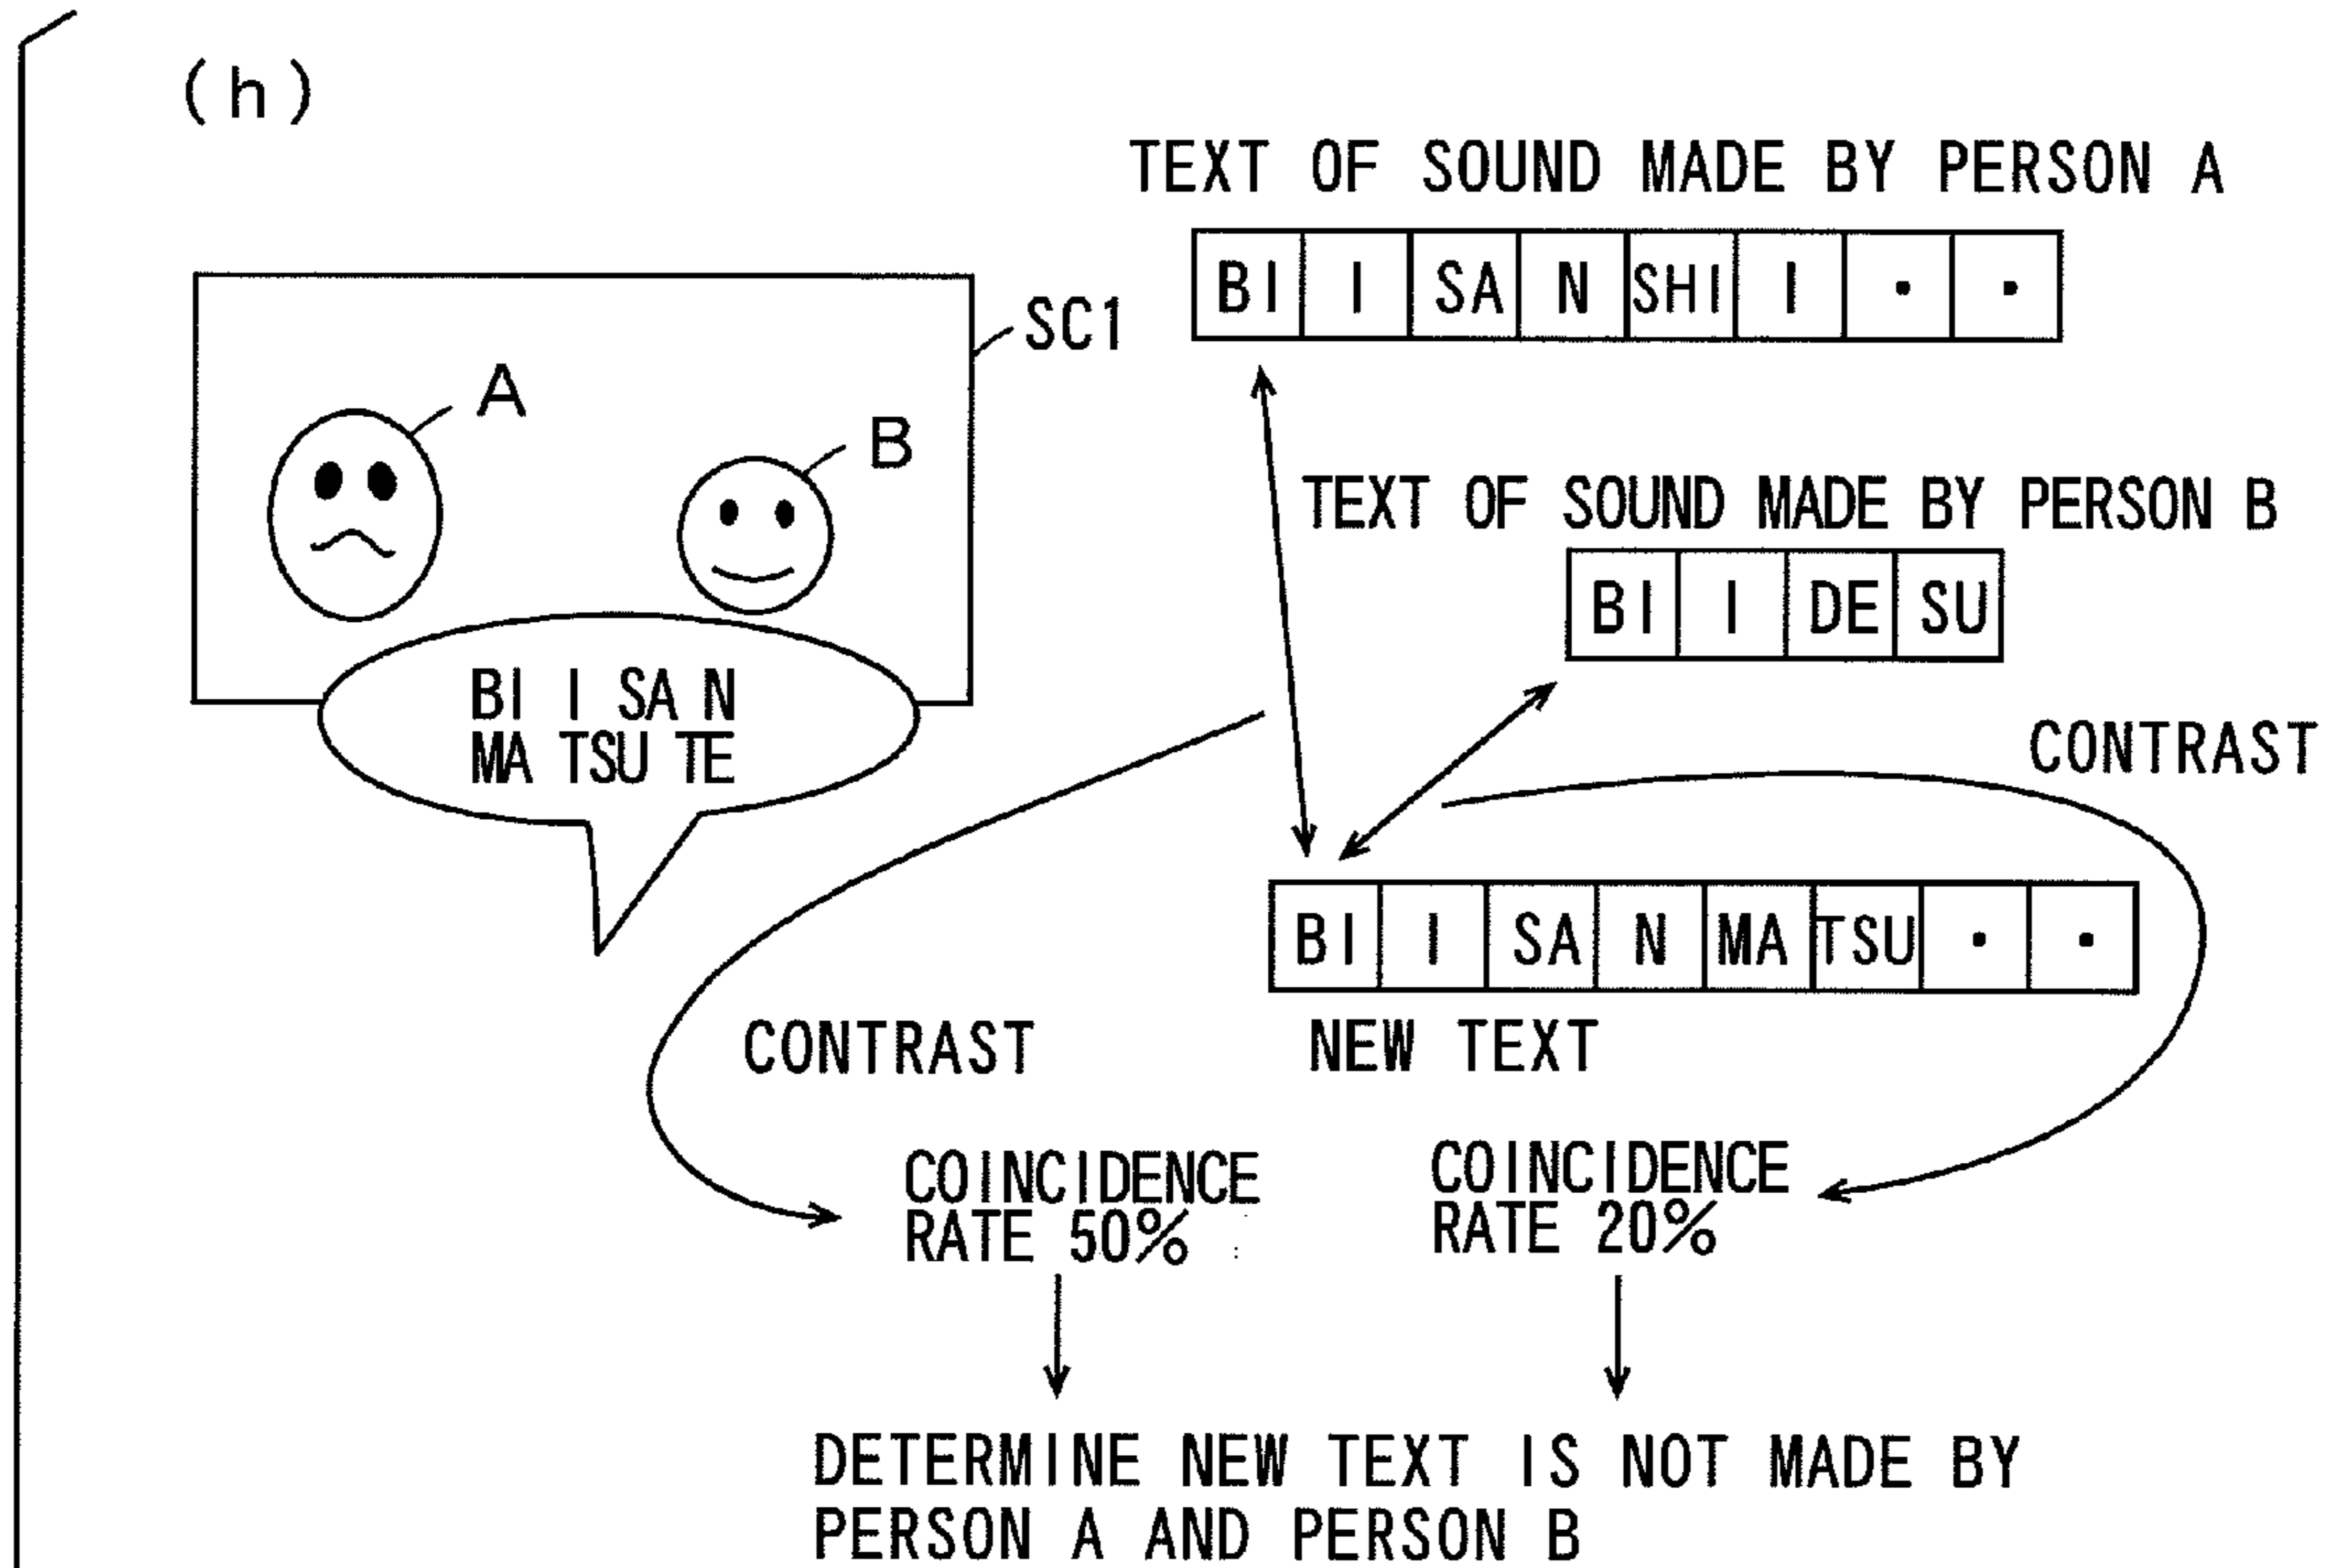 (h)
TEXT OF SOUND MADE BY PERSON A
BI I SA N SHI I ・ ・
SC1
A
B
TEXT OF SOUND MADE BY PERSON B
BI I DE SU
BI I SA N
MA TSU TE
CONTRAST
BI I SA N MA TSU ・ ・
CONTRAST
NEW TEXT
COINCIDENCE
RATE 50%
COINCIDENCE
RATE 20%
DETERMINE NEW TEXT IS NOT MADE BY
PERSON A AND PERSON B